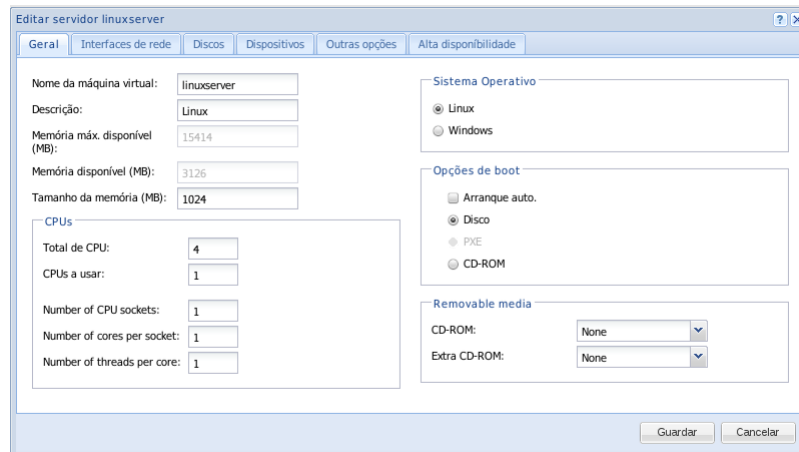 Editar servidor linuxserver
Geral Interfaces de rede Discos Dispositivos Outras opções Alta disponíbilidade
Nome da máquina virtual: linuxserver
Descrição: Linux
Memória máx. disponível (MB): 15414
Memória disponível (MB): 3126
Tamanho da memória (MB): 1024
CPUs
Total de CPU: 4
CPUs a usar: 1
Number of CPU sockets: 1
Number of cores per socket: 1
Number of threads per core: 1
Sistema Operativo
Linux
Windows
Opções de boot
Arranque auto.
Disco
PXE
CD-ROM
Removable media
CD-ROM: None
Extra CD-ROM: None
Guardar Cancelar